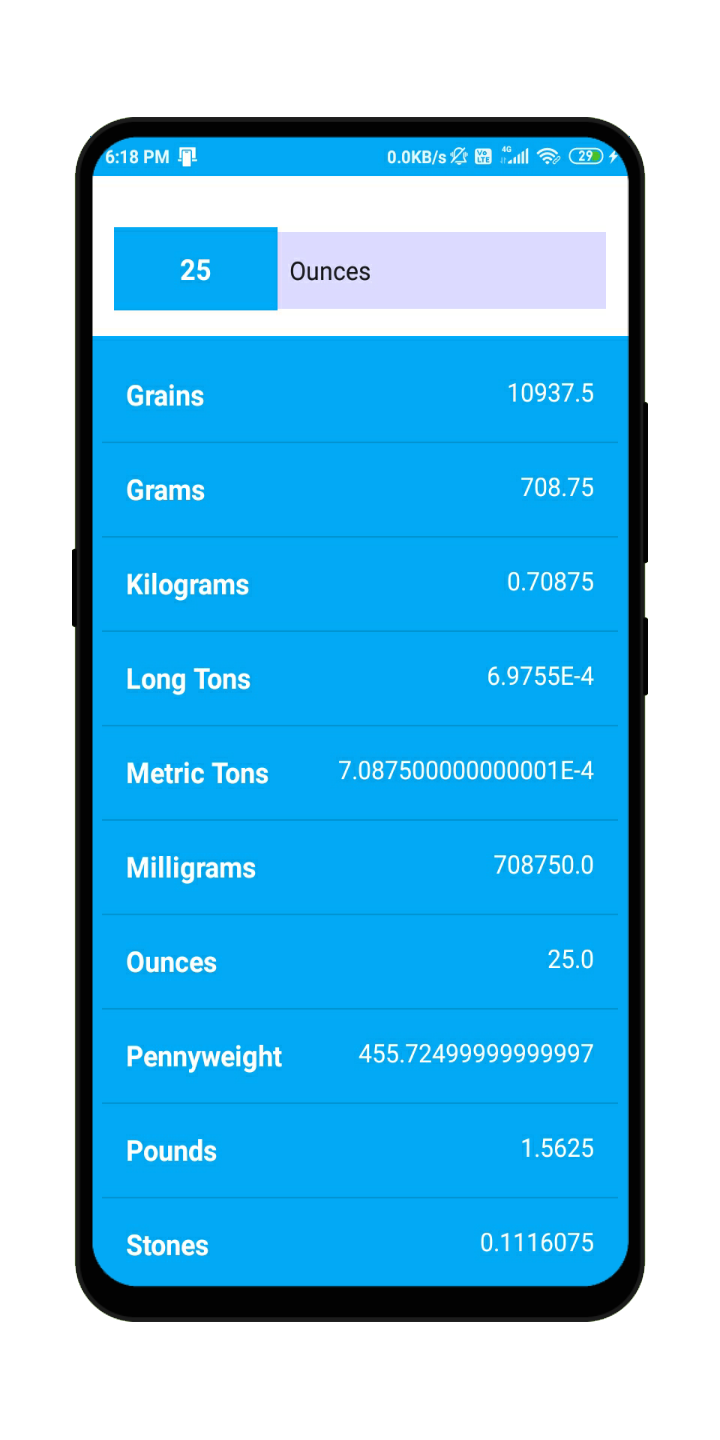 6:18 PM 0.0KB/s Vo LTE 4G 29
25 Ounces
Grains 10937.5
Grams 708.75
Kilograms 0.70875
Long Tons 6.9755E-4
Metric Tons 7.087500000000001E-4
Milligrams 708750.0
Ounces 25.0
Pennyweight 455.72499999999997
Pounds 1.5625
Stones 0.1116075